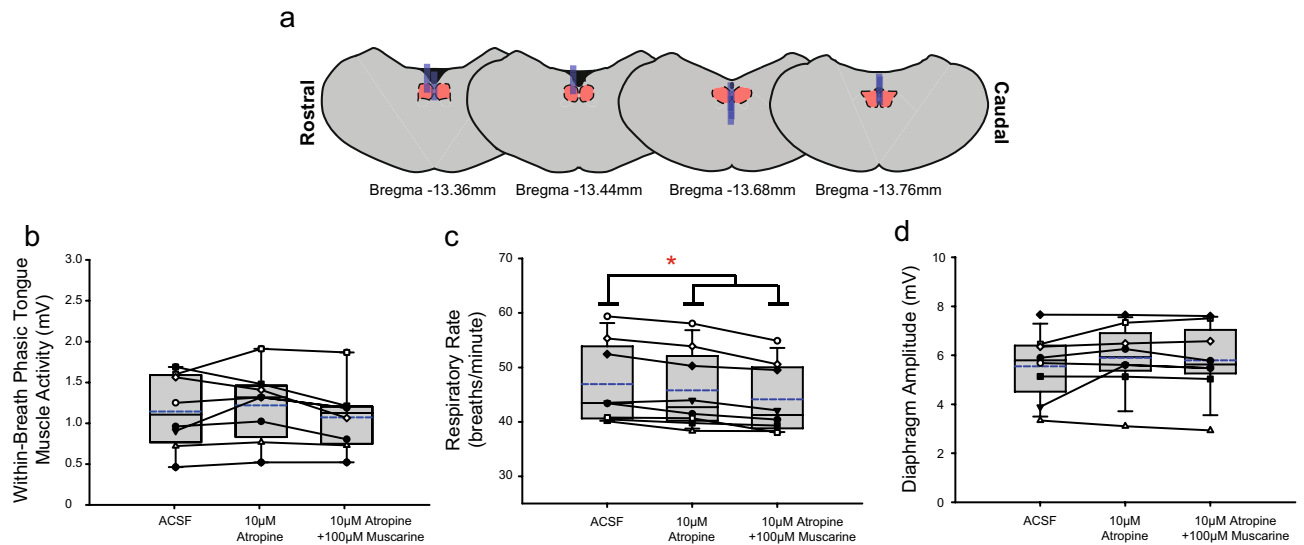 a
Rostral
Caudal
Bregma -13.36mm
Bregma -13.44mm
Bregma -13.68mm
Bregma -13.76mm
b
Within-Breath Phasic Tongue
Muscle Activity (mV)
3.0
2.5
2.0
1.5
1.0
0.5
0
ACSF
10µM
Atropine
10µM Atropine
+100µM Muscarine
c
Respiratory Rate
(breaths/minute)
70
60
50
40
30
*
ACSF
10µM
Atropine
10µM Atropine
+100µM Muscarine
d
Diaphragm Amplitude (mV)
10
8
6
4
2
0
ACSF
10µM
Atropine
10µM Atropine
+100µM Muscarine